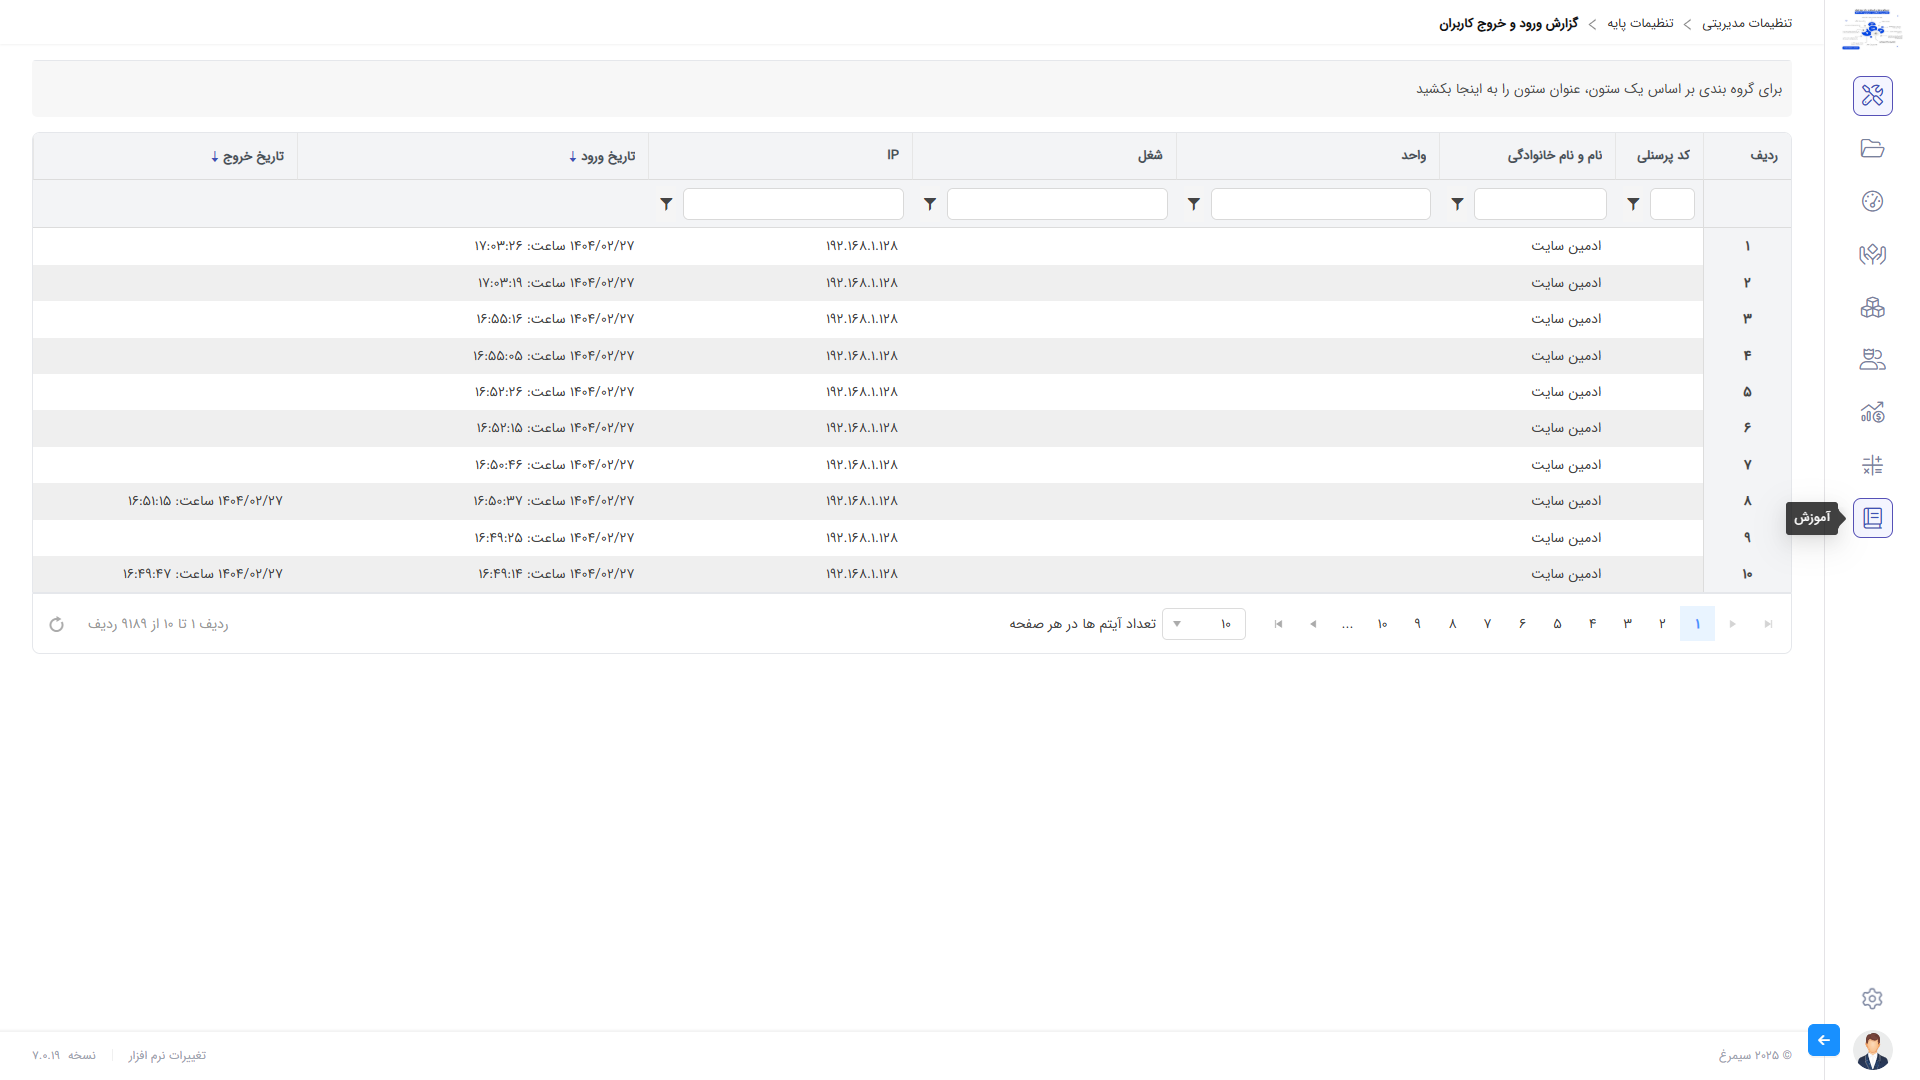 تنظیمات مدیریتی > تنظیمات پایه > گزارش ورود و خروج کاربران
برای گروه بندی بر اساس یک ستون، عنوان ستون را به اینجا بکشید
ردیف کد پرسنلی نام و نام خانوادگی واحد شغل IP تاریخ ورود تاریخ خروج
۱ ادمین سایت ۱۹۲.۱۶۸.۱.۱۲۸ ۱۴۰۴/۰۲/۲۷ ساعت: ۱۷:۰۳:۲۶
۲ ادمین سایت ۱۹۲.۱۶۸.۱.۱۲۸ ۱۴۰۴/۰۲/۲۷ ساعت: ۱۷:۰۳:۱۹
۳ ادمین سایت ۱۹۲.۱۶۸.۱.۱۲۸ ۱۴۰۴/۰۲/۲۷ ساعت: ۱۶:۵۵:۱۶
۴ ادمین سایت ۱۹۲.۱۶۸.۱.۱۲۸ ۱۴۰۴/۰۲/۲۷ ساعت: ۱۶:۵۵:۰۵
۵ ادمین سایت ۱۹۲.۱۶۸.۱.۱۲۸ ۱۴۰۴/۰۲/۲۷ ساعت: ۱۶:۵۲:۲۶
۶ ادمین سایت ۱۹۲.۱۶۸.۱.۱۲۸ ۱۴۰۴/۰۲/۲۷ ساعت: ۱۶:۵۲:۱۵
۷ ادمین سایت ۱۹۲.۱۶۸.۱.۱۲۸ ۱۴۰۴/۰۲/۲۷ ساعت: ۱۶:۵۰:۴۶
۸ ادمین سایت ۱۹۲.۱۶۸.۱.۱۲۸ ۱۴۰۴/۰۲/۲۷ ساعت: ۱۶:۵۰:۳۷ ۱۴۰۴/۰۲/۲۷ ساعت: ۱۶:۵۱:۱۵
۹ ادمین سایت ۱۹۲.۱۶۸.۱.۱۲۸ ۱۴۰۴/۰۲/۲۷ ساعت: ۱۶:۴۹:۲۵
۱۰ ادمین سایت ۱۹۲.۱۶۸.۱.۱۲۸ ۱۴۰۴/۰۲/۲۷ ساعت: ۱۶:۴۹:۱۴ ۱۴۰۴/۰۲/۲۷ ساعت: ۱۶:۴۹:۴۷
آموزش
۱ ۲ ۳ ۴ ۵ ۶ ۷ ۸ ۹ ۱۰ ... ۱۰ تعداد آیتم ها در هر صفحه ردیف ۱ تا ۱۰ از ۹۱۸۹ ردیف
© ۲۰۲۵ سیمرغ تغییرات نرم افزار نسخه ۷.۰.۱۹